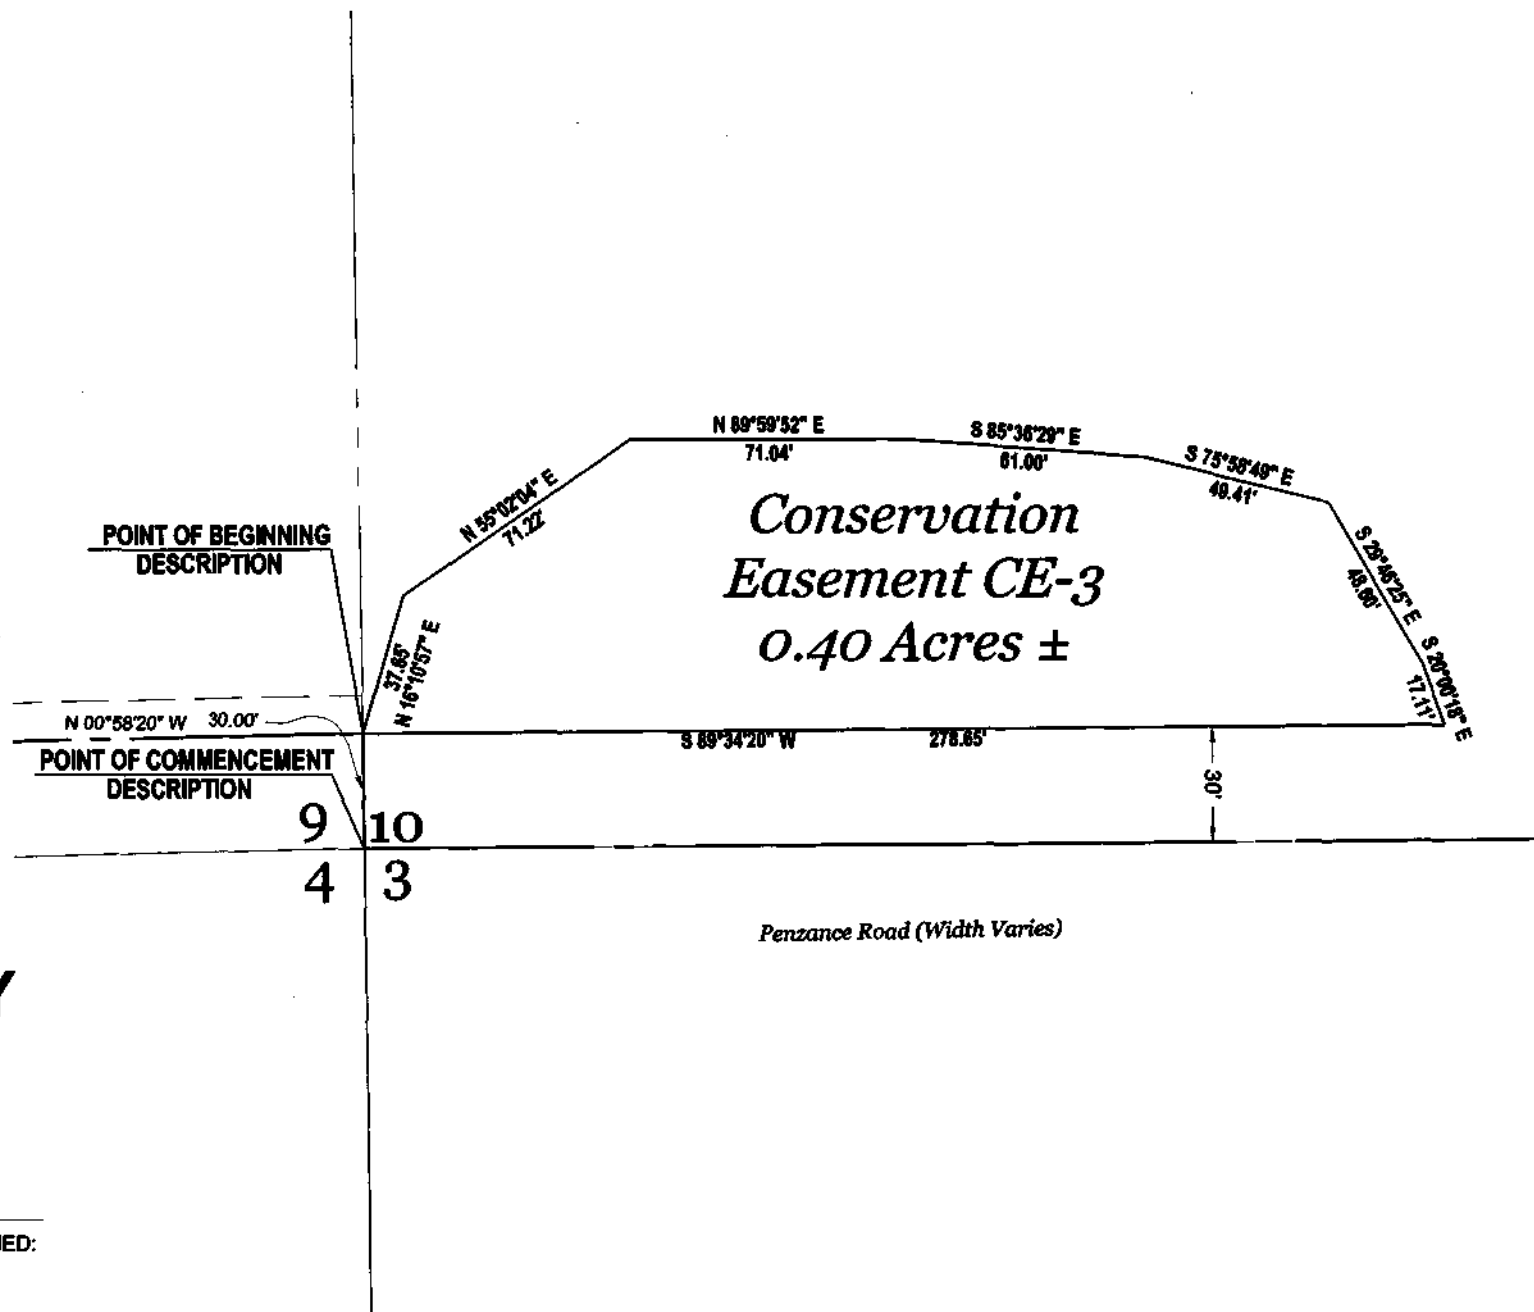 N 89°59'52" E
71.04'
S 85°36'29" E
61.00'
S 75°58'49" E
49.41'
N 55°02'04" E
71.22'
Conservation
Easement CE-3
0.40 Acres ±
POINT OF BEGINNING
DESCRIPTION
S 29°46'25" E
37.65'
N 16°10'57" E
S 20°00'18" E
17.11'
N 00°58'20" W 30.00'
S 89°34'20" W 278.65'
POINT OF COMMENCEMENT
DESCRIPTION
30'
9 10
4 3
Penzance Road (Width Varies)
Y
ED: